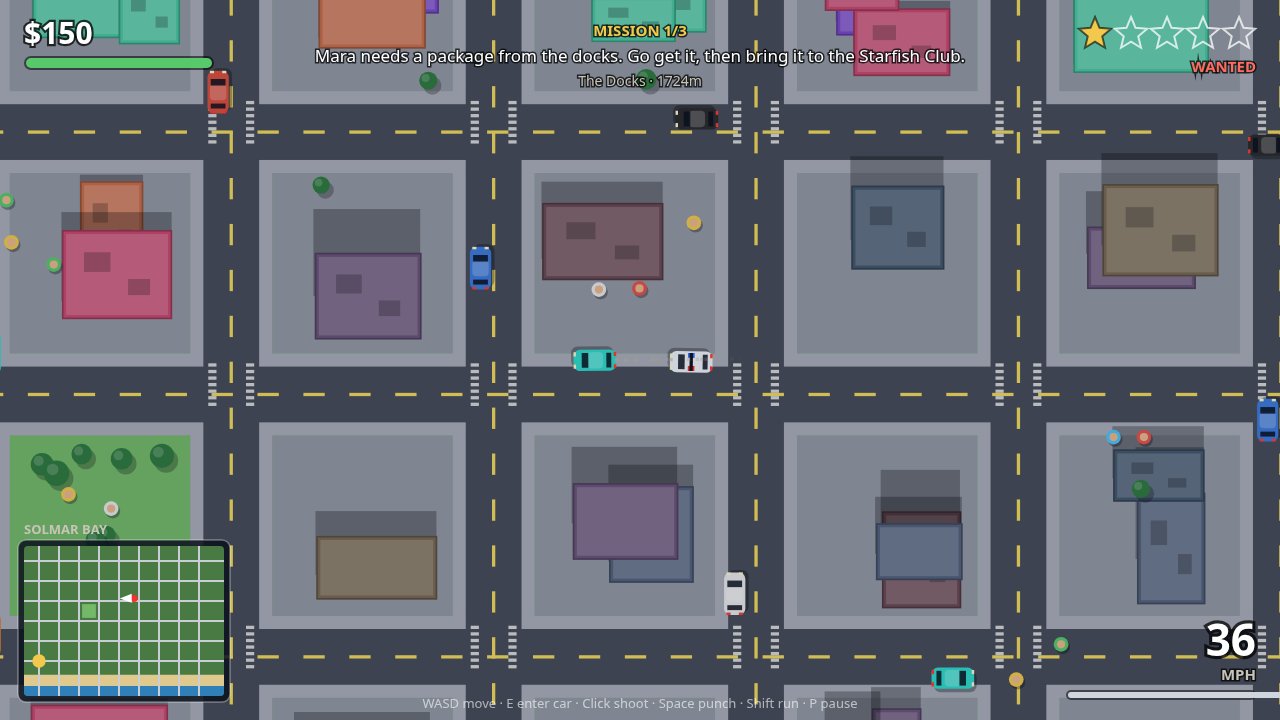 $150
MISSION 1/3
Mara needs a package from the docks. Go get it, then bring it to the Starfish Club.
The Docks · 1724m
WANTED
SOLMAR BAY
36
MPH
WASD move · E enter car · Click shoot · Space punch · Shift run · P pause